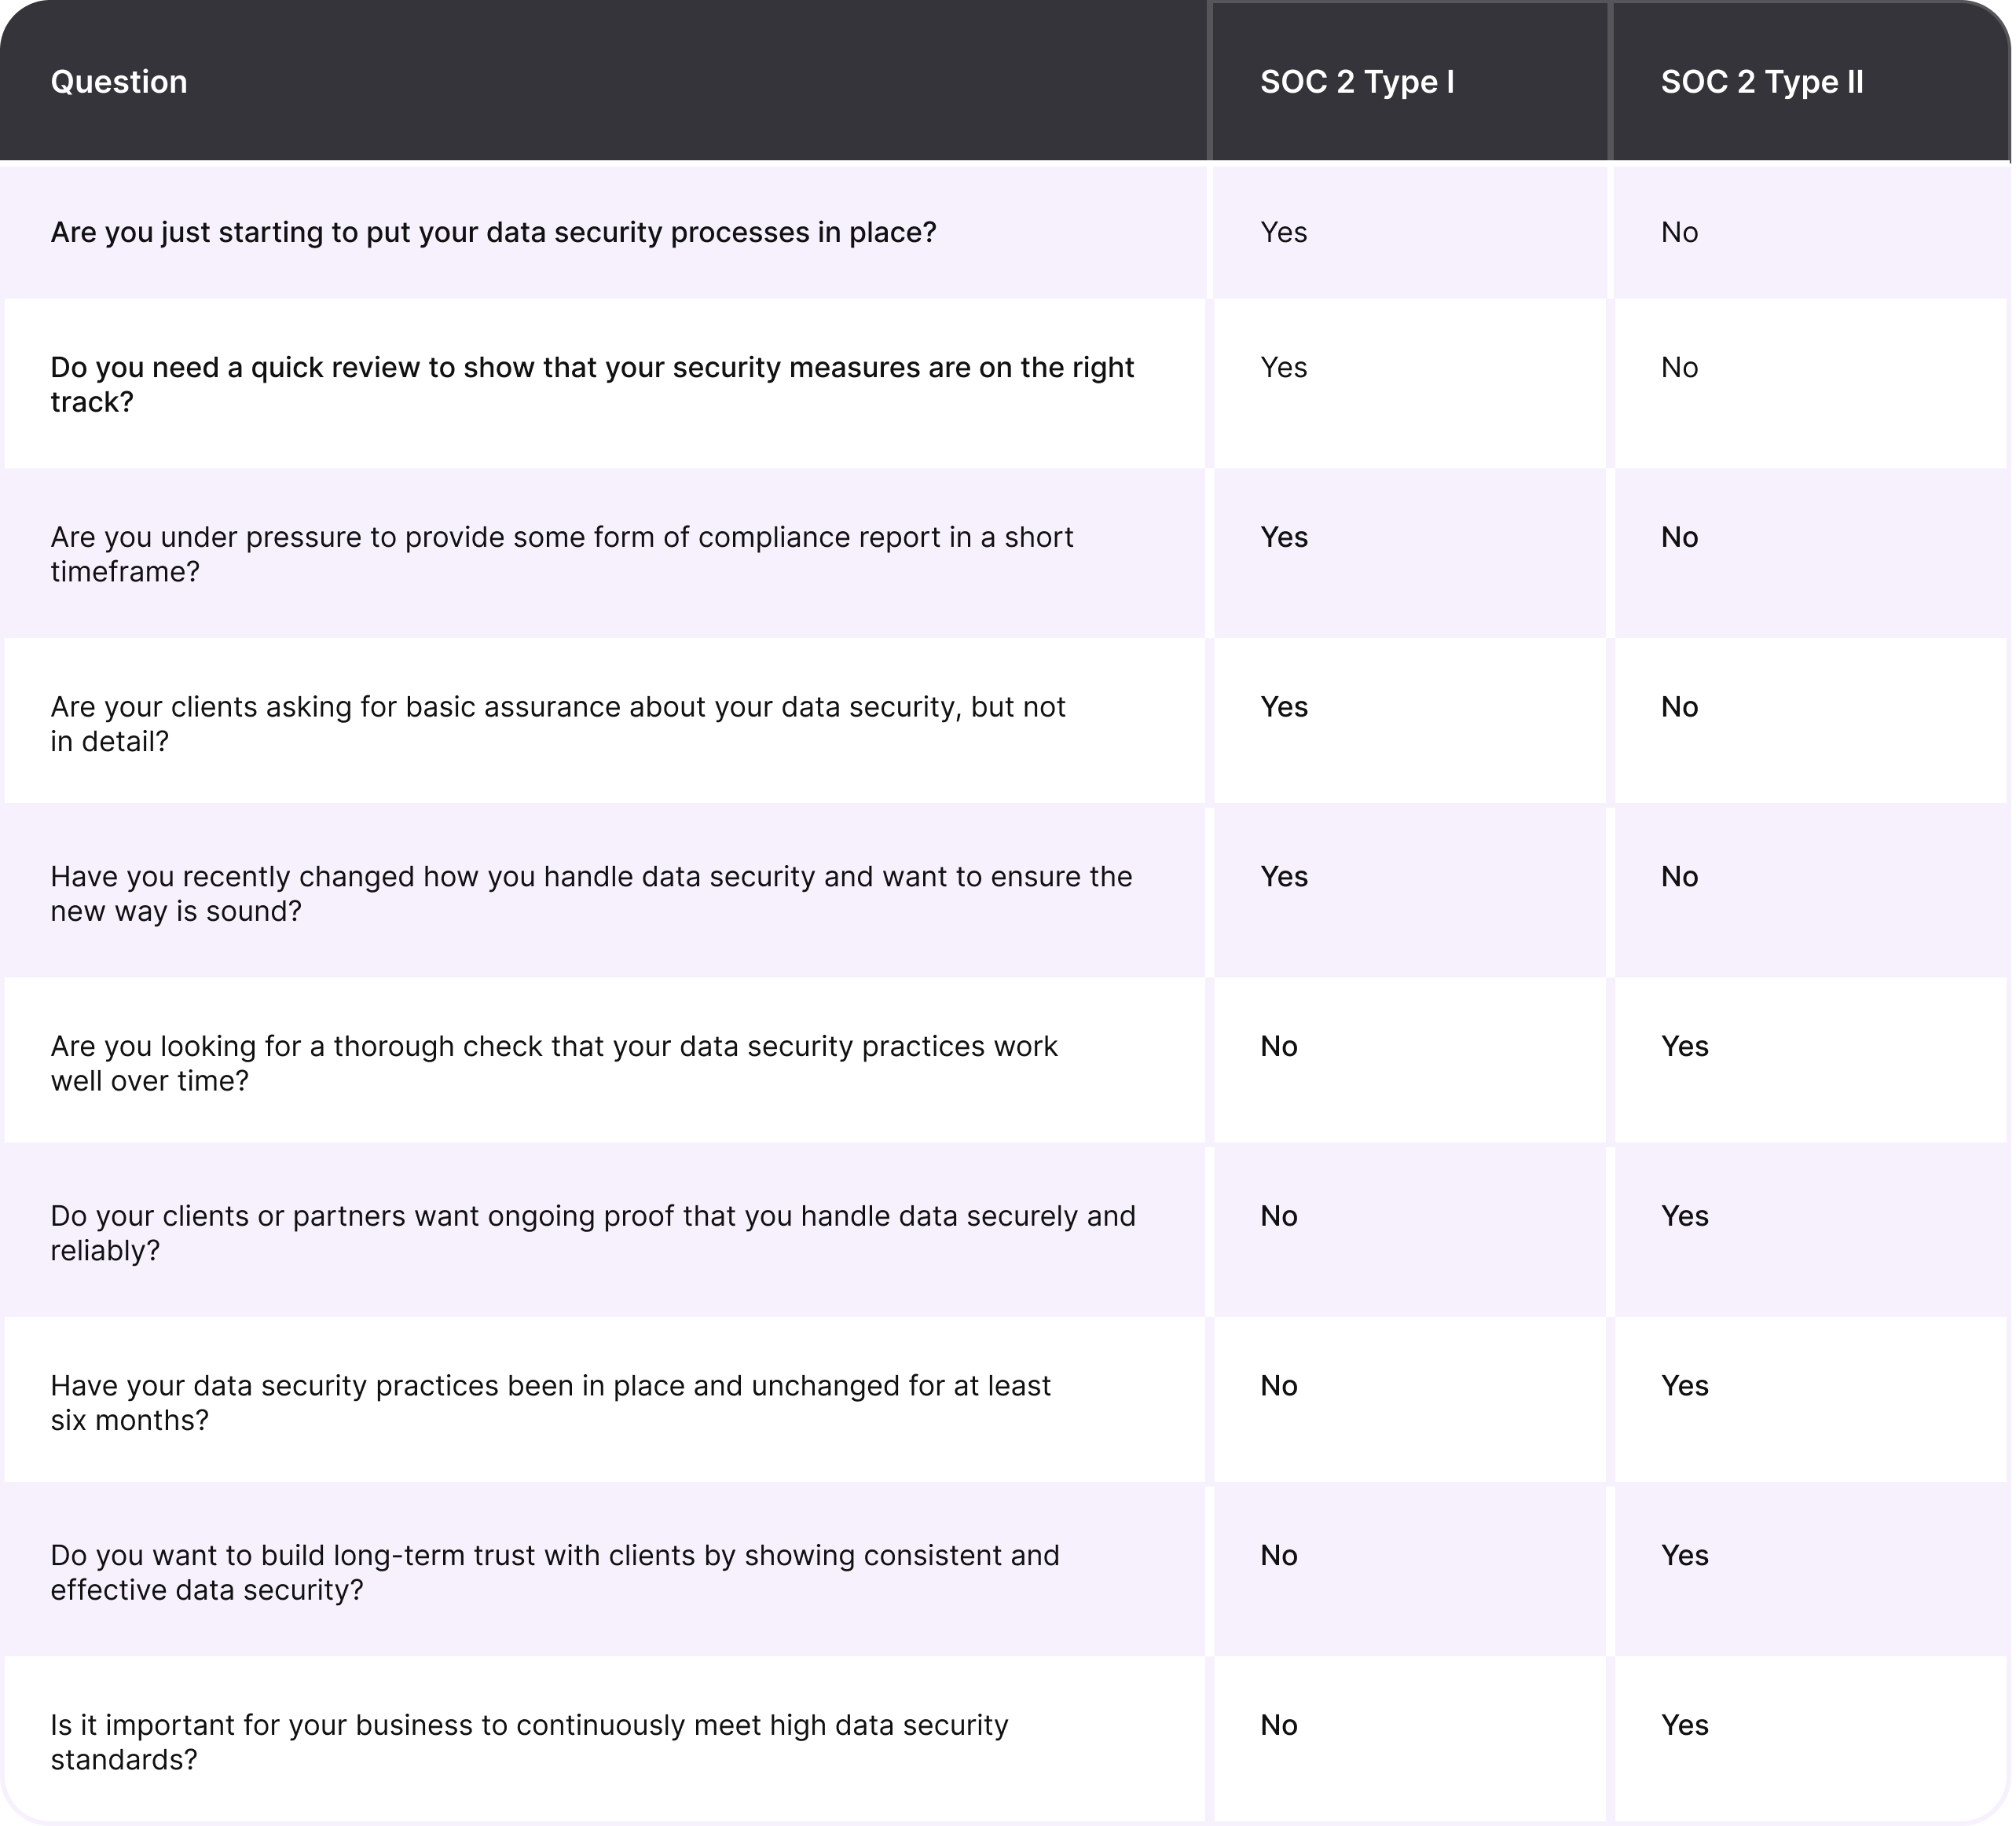 Question SOC 2 Type I SOC 2 Type II
Are you just starting to put your data security processes in place? Yes No
Do you need a quick review to show that your security measures are on the right Yes No
track?
Are you under pressure to provide some form of compliance report in a short Yes No
timeframe?
Are your clients asking for basic assurance about your data security, but not Yes No
in detail?
Have you recently changed how you handle data security and want to ensure the Yes No
new way is sound?
Are you looking for a thorough check that your data security practices work No Yes
well over time?
Do your clients or partners want ongoing proof that you handle data securely and No Yes
reliably?
Have your data security practices been in place and unchanged for at least No Yes
six months?
Do you want to build long-term trust with clients by showing consistent and No Yes
effective data security?
Is it important for your business to continuously meet high data security No Yes
standards?